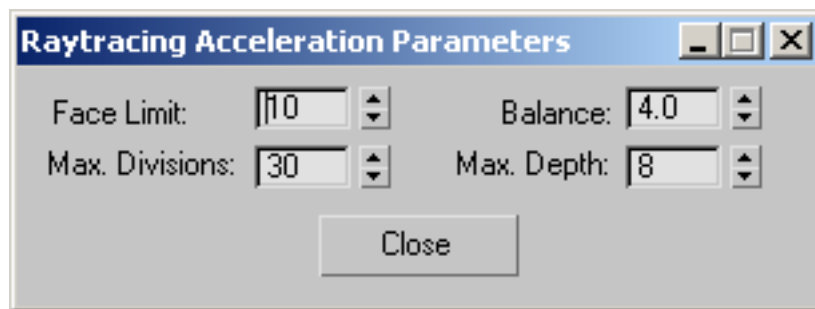 Raytracing Acceleration Parameters
Face Limit: 10 Balance: 4.0
Max. Divisions: 30 Max. Depth: 8
Close